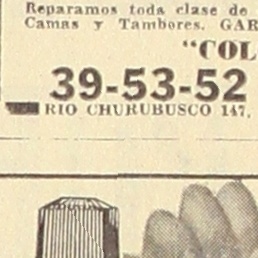 Reparamos toda clase de
Camas y Tambores. GAR
"COL
39-53-52
RIO CHURUBUSCO 147.